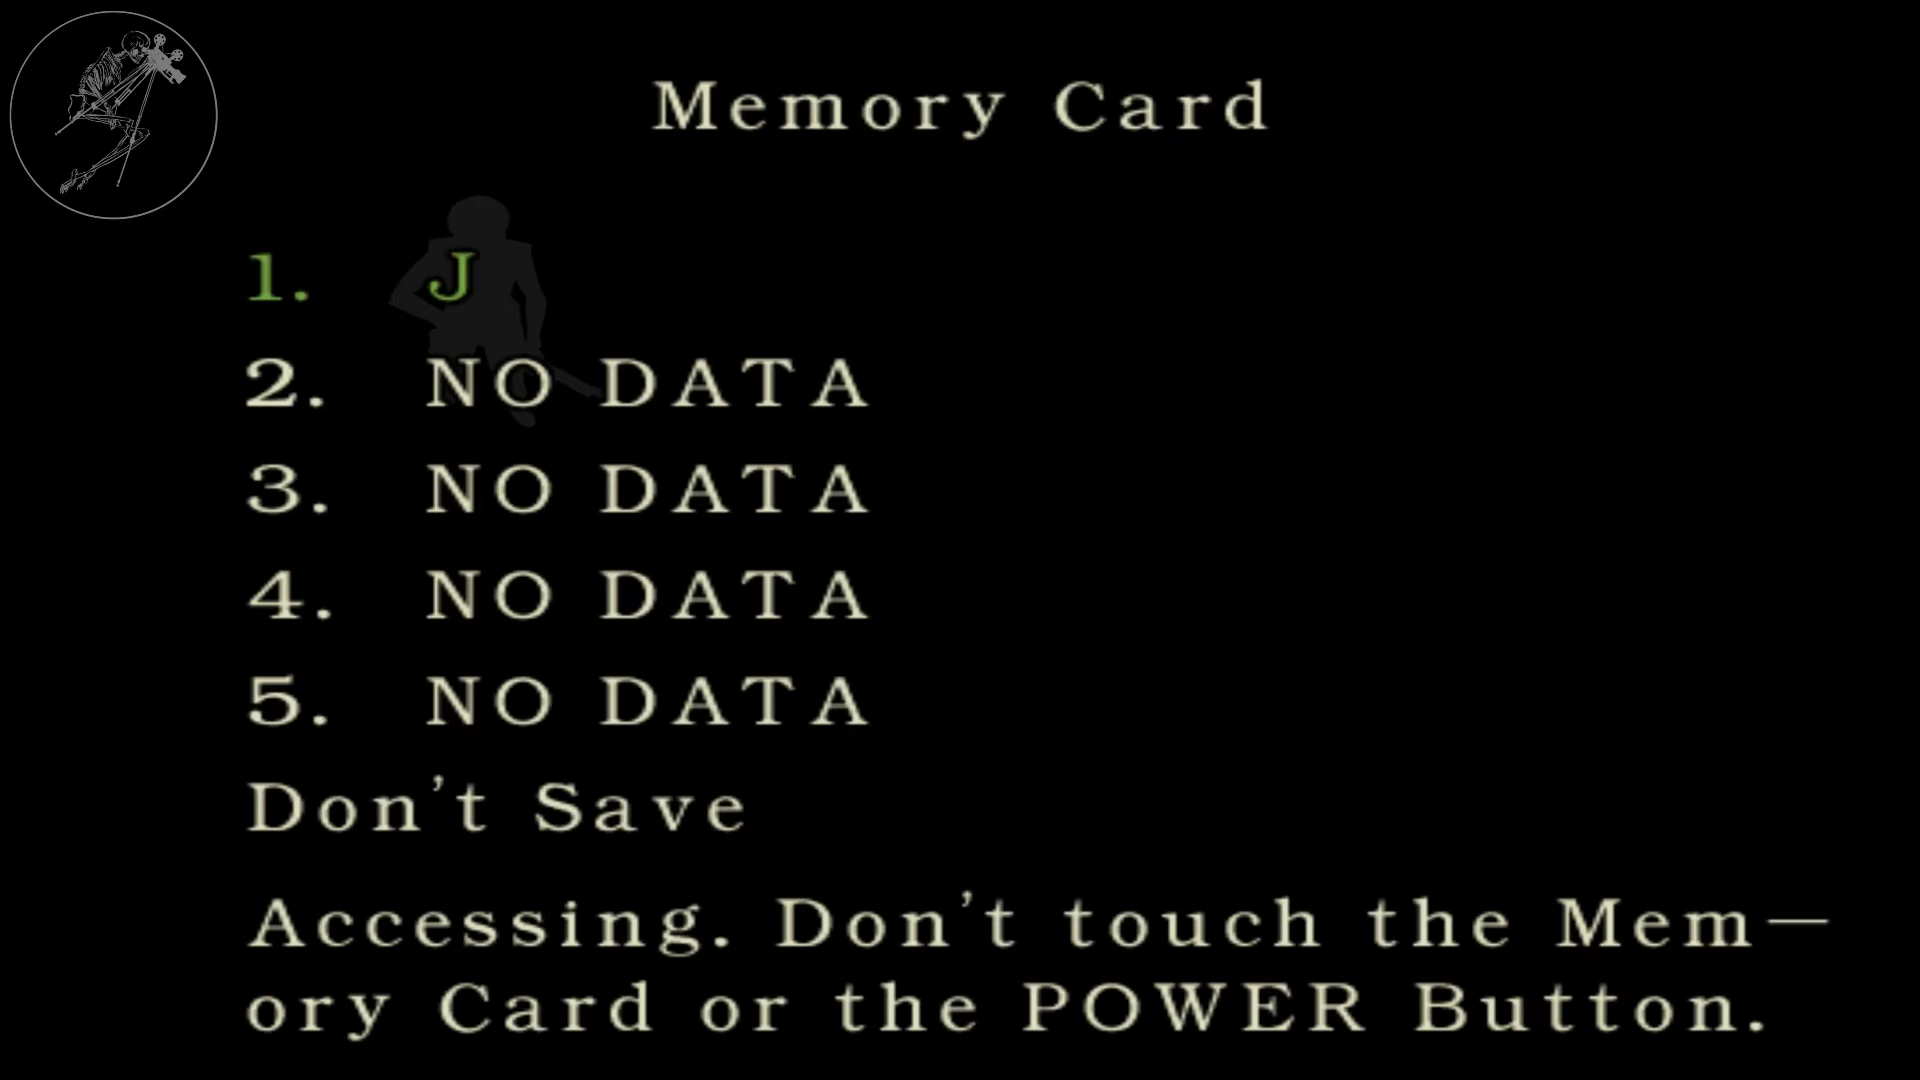 Memory Card
1. J
2. NO DATA
3. NO DATA
4. NO DATA
5. NO DATA
Don't Save
Accessing. Don't touch the Mem—
ory Card or the POWER Button.